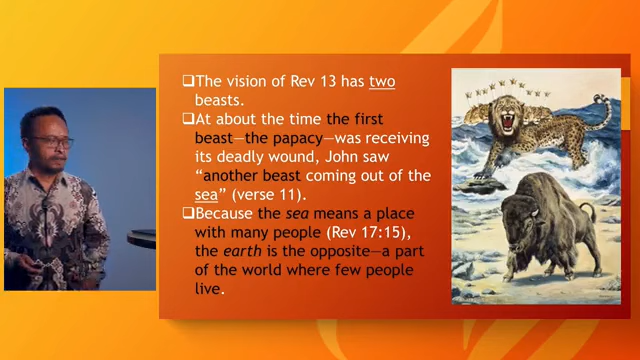 ❑The vision of Rev 13 has two
beasts.
❑At about the time the first
beast—the papacy—was receiving
its deadly wound, John saw
“another beast coming out of the
sea” (verse 11).
❑Because the sea means a place
with many people (Rev 17:15),
the earth is the opposite—a part
of the world where few people
live.